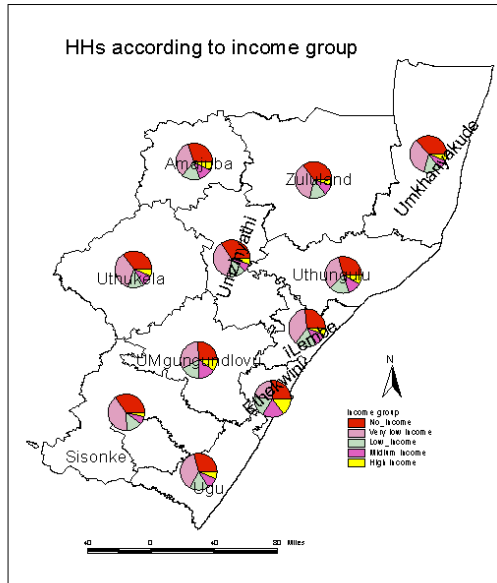 HHs according to income group
Amajuba
Zululand
Umkhanyakude
Umzinyathi
Uthukela
Uthungulu
iLembe
UMgungundlovu
Ethekwini
Sisonke
Ugu
N
Income group
No_Income
Very low Income
Low_Income
Midium Income
High Income
40 0 40 80 Miles